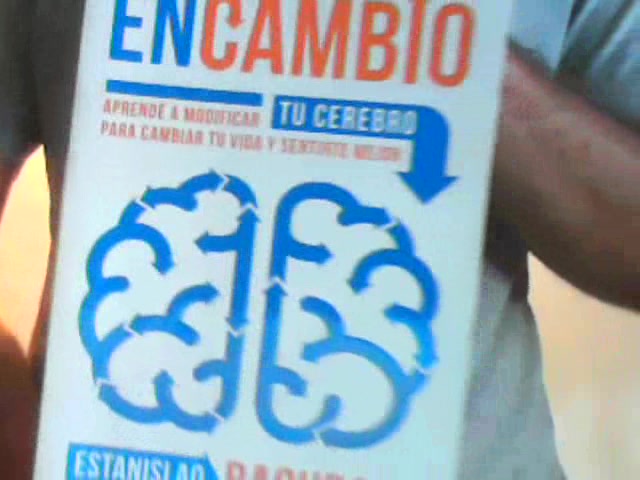 ENCAMBIO
APRENDE A MODIFICAR TU CEREBRO
PARA CAMBIAR TU VIDA Y SENTIRTE MEJOR
ESTANISLAO